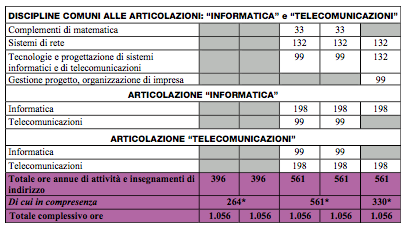 DISCIPLINE COMUNI ALLE ARTICOLAZIONI: "INFORMATICA" e "TELECOMUNICAZIONI"
Complementi di matematica 33 33
Sistemi di rete 132 132 132
Tecnologie e progettazione di sistemi informatici e di telecomunicazioni 99 99 132
Gestione progetto, organizzazione di impresa 99
ARTICOLAZIONE "INFORMATICA"
Informatica 198 198 198
Telecomunicazioni 99 99
ARTICOLAZIONE "TELECOMUNICAZIONI"
Informatica 99 99
Telecomunicazioni 198 198 198
Totale ore annue di attività e insegnamenti di indirizzo 396 396 561 561 561
Di cui in compresenza 264* 561* 330*
Totale complessivo ore 1.056 1.056 1.056 1.056 1.056